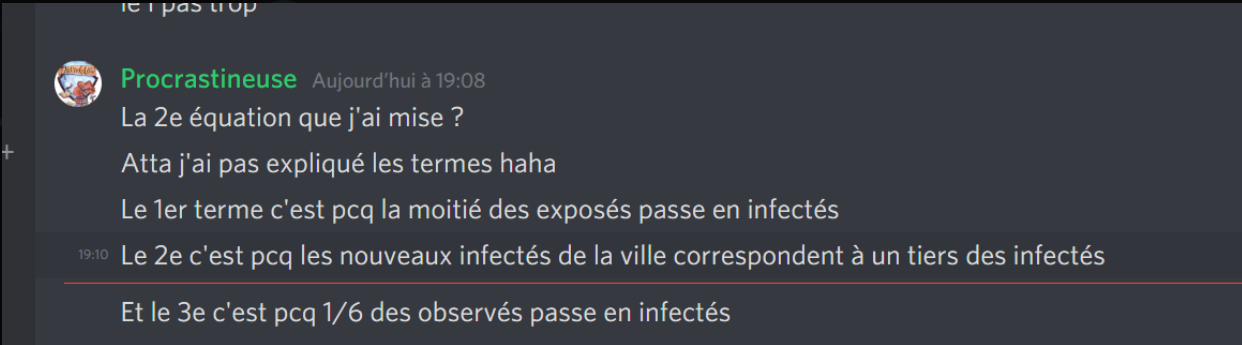 le l pas trop
Procrastineuse Aujourd'hui à 19:08
La 2e équation que j'ai mise ?
Atta j'ai pas expliqué les termes haha
Le 1er terme c'est pcq la moitié des exposés passe en infectés
19:10 Le 2e c'est pcq les nouveaux infectés de la ville correspondent à un tiers des infectés
Et le 3e c'est pcq 1/6 des observés passe en infectés